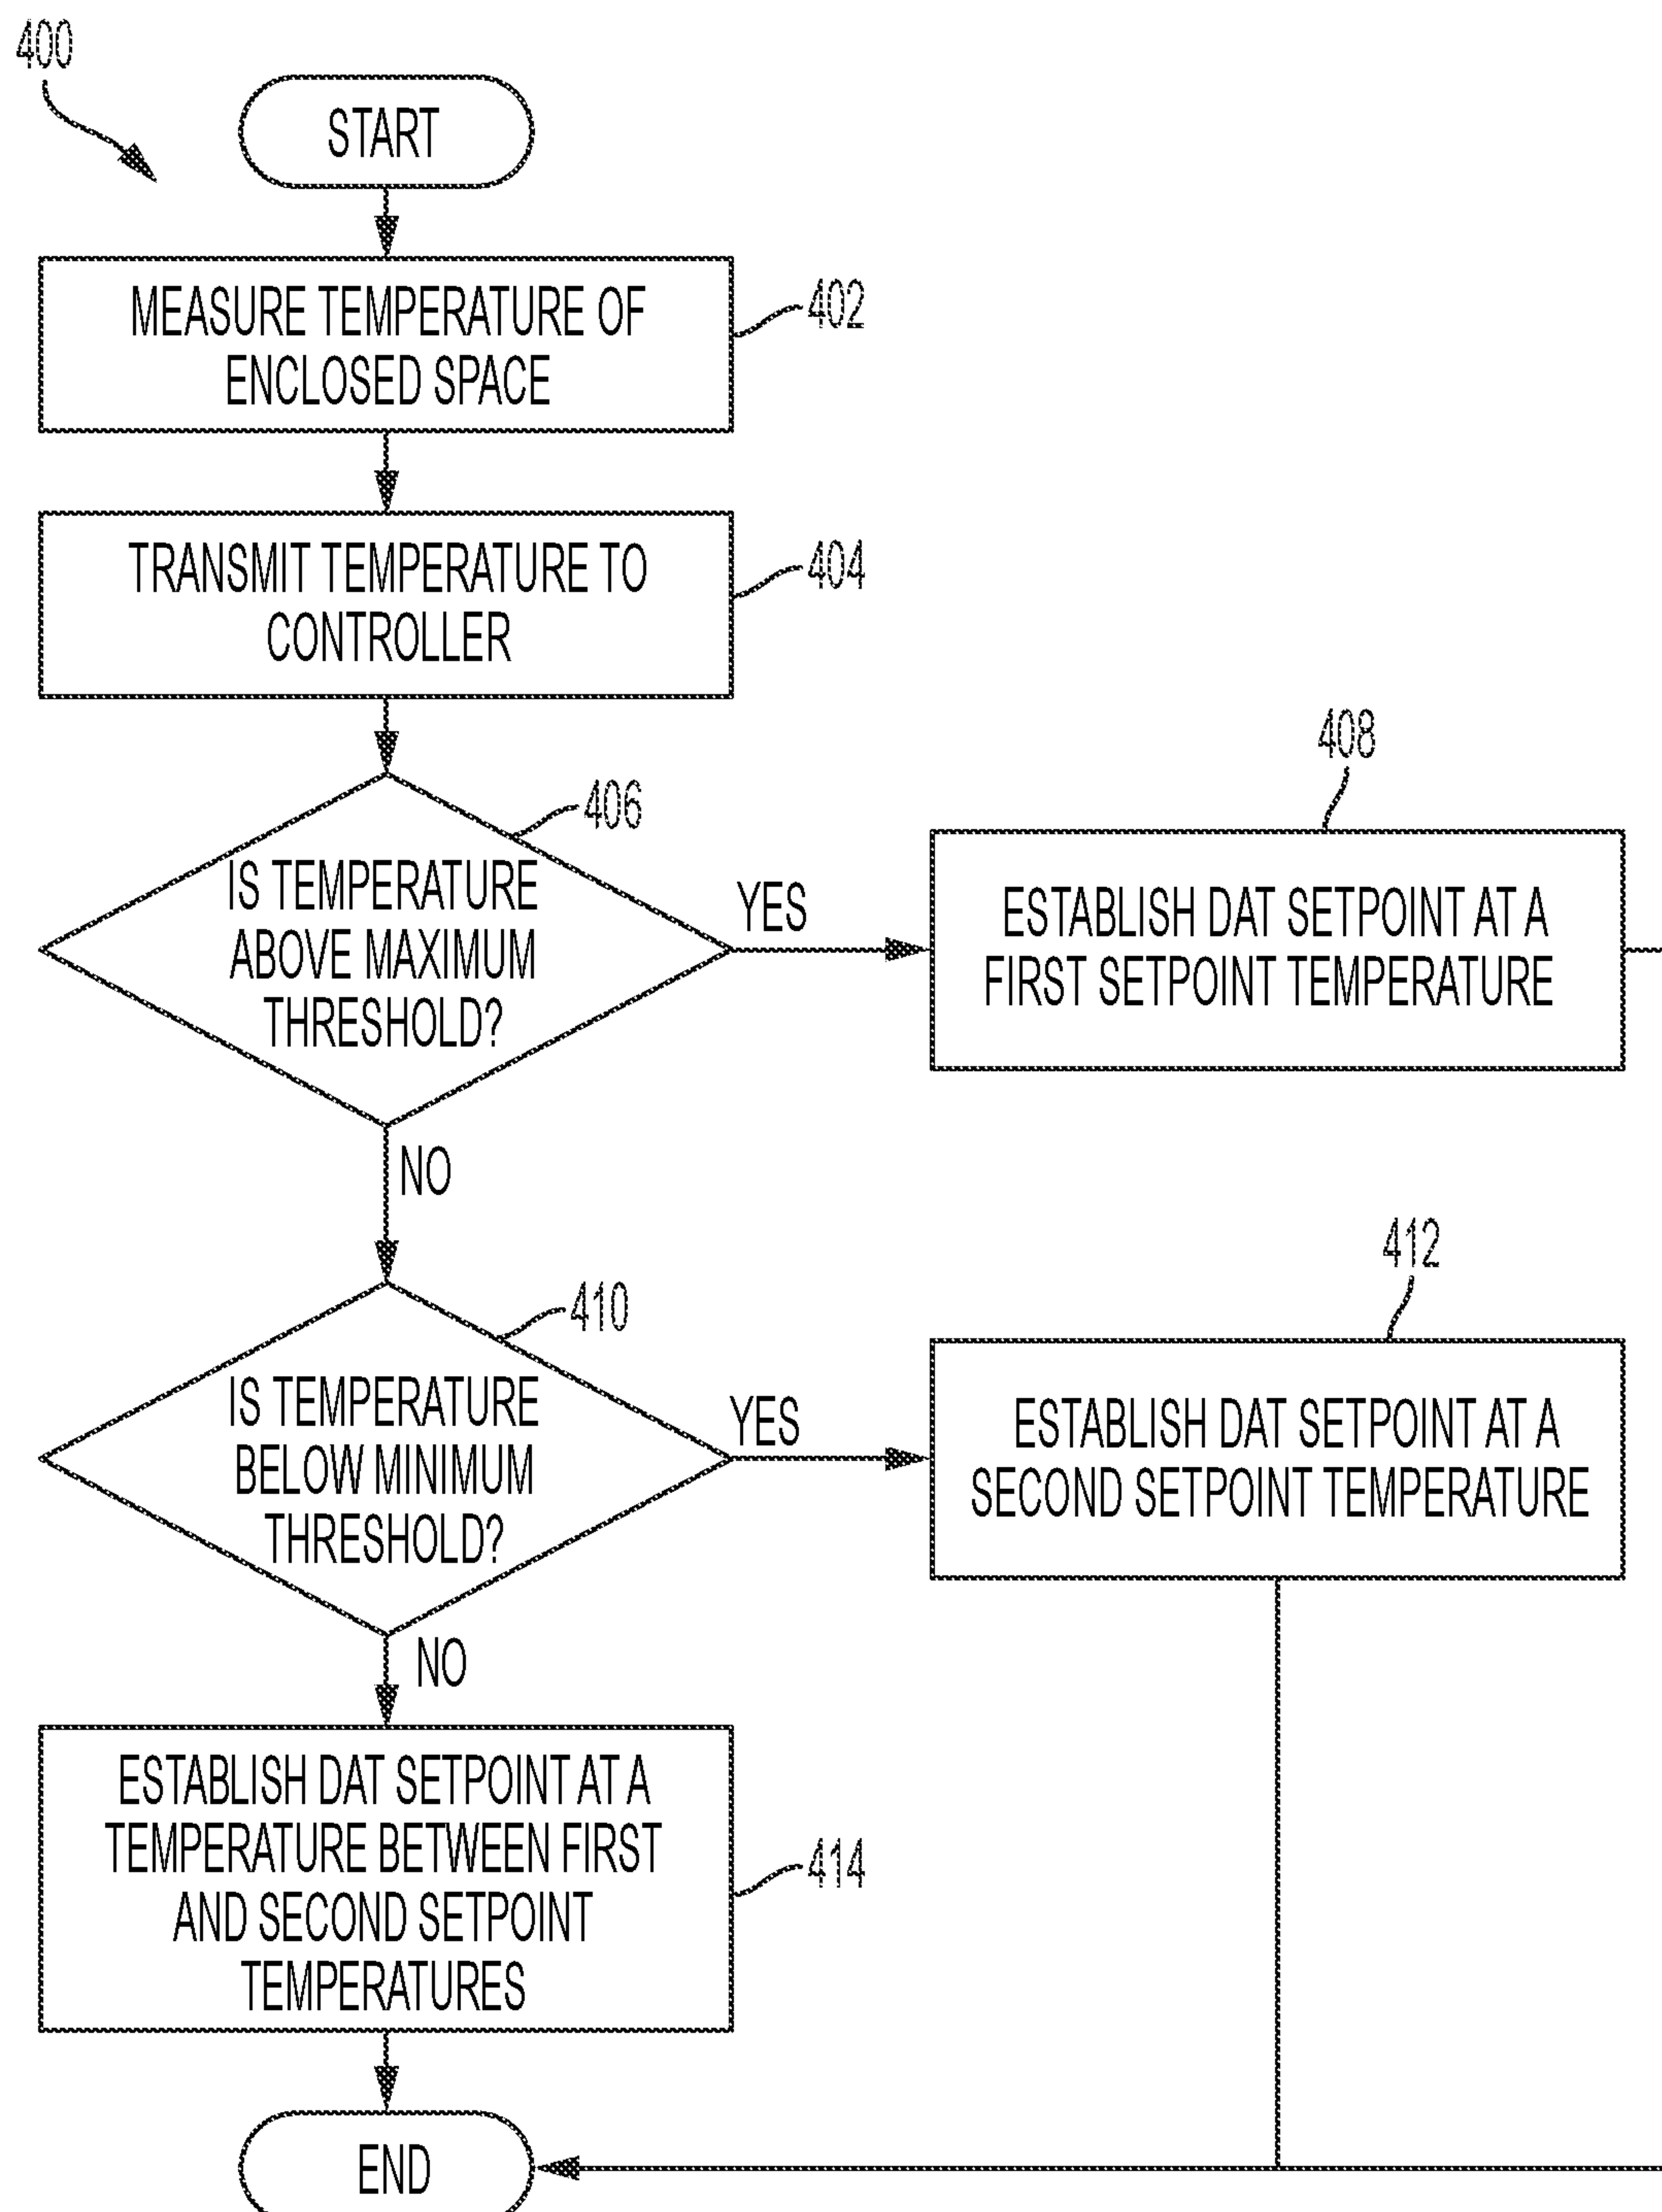 400
START
MEASURE TEMPERATURE OF
ENCLOSED SPACE
402
TRANSMIT TEMPERATURE TO
CONTROLLER
404
406
IS TEMPERATURE
ABOVE MAXIMUM
THRESHOLD?
YES
408
ESTABLISH DAT SETPOINT AT A
FIRST SETPOINT TEMPERATURE
NO
410
IS TEMPERATURE
BELOW MINIMUM
THRESHOLD?
YES
412
ESTABLISH DAT SETPOINT AT A
SECOND SETPOINT TEMPERATURE
NO
ESTABLISH DAT SETPOINT AT A
TEMPERATURE BETWEEN FIRST
AND SECOND SETPOINT
TEMPERATURES
414
END